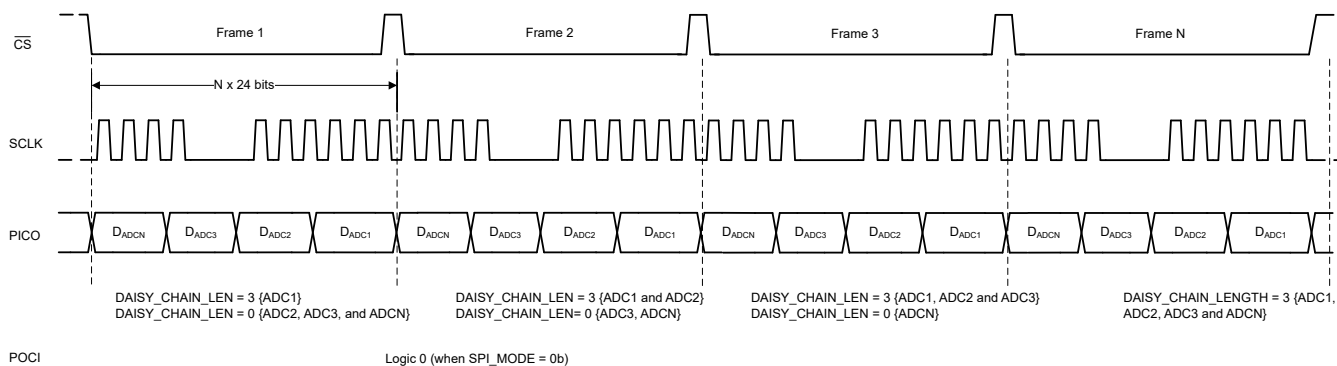 CS
Frame 1
Frame 2
Frame 3
Frame N
N x 24 bits
SCLK
PICO
DADCN
DADC3
DADC2
DADC1
DADCN
DADC3
DADC2
DADC1
DADCN
DADC3
DADC2
DADC1
DADCN
DADC3
DADC2
DADC1
DAISY_CHAIN_LEN = 3 {ADC1}
DAISY_CHAIN_LEN = 0 {ADC2, ADC3, and ADCN}
DAISY_CHAIN_LEN = 3 {ADC1 and ADC2}
DAISY_CHAIN_LEN= 0 {ADC3, ADCN}
DAISY_CHAIN_LEN = 3 {ADC1, ADC2 and ADC3}
DAISY_CHAIN_LEN = 0 {ADCN}
DAISY_CHAIN_LENGTH = 3 {ADC1,
ADC2, ADC3 and ADCN}
POCI
Logic 0 (when SPI_MODE = 0b)